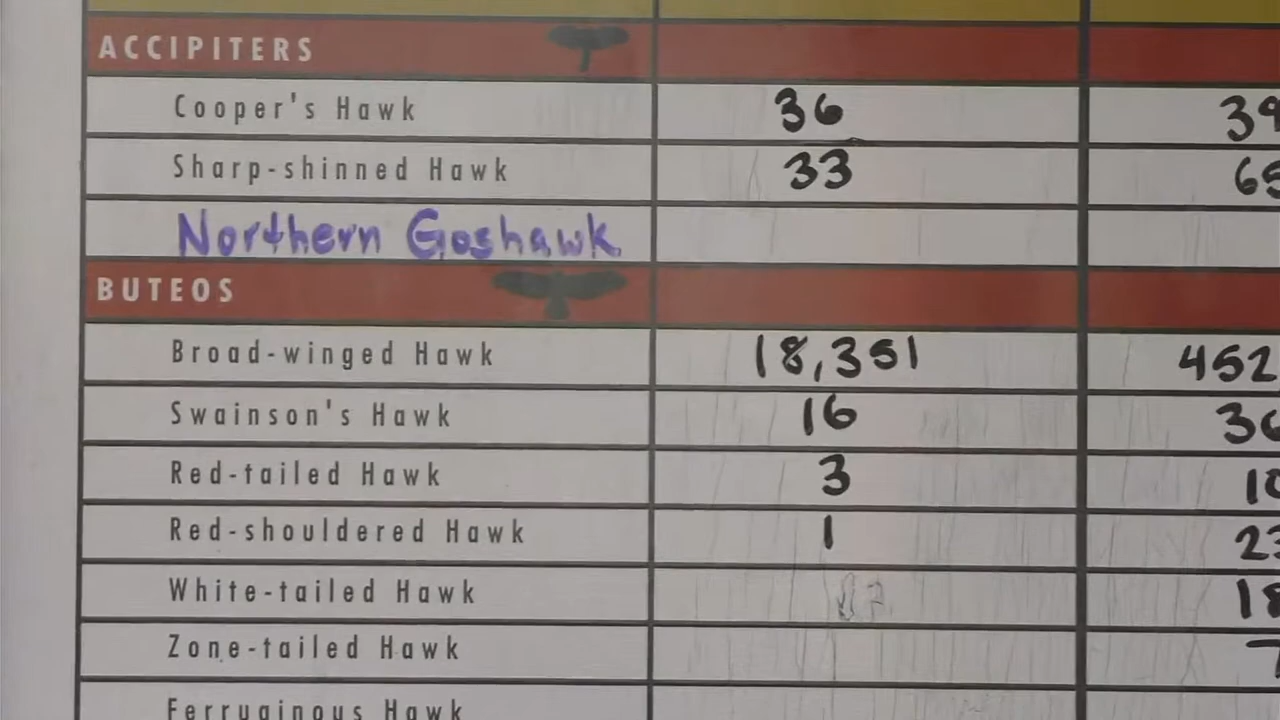 ACCIPITERS
Cooper's Hawk 36
Sharp-shinned Hawk 33
Northern Goshawk
BUTEOS
Broad-winged Hawk 18,351 452
Swainson's Hawk 16
Red-tailed Hawk 3
Red-shouldered Hawk 1
White-tailed Hawk
Zone-tailed Hawk
Ferruginous Hawk